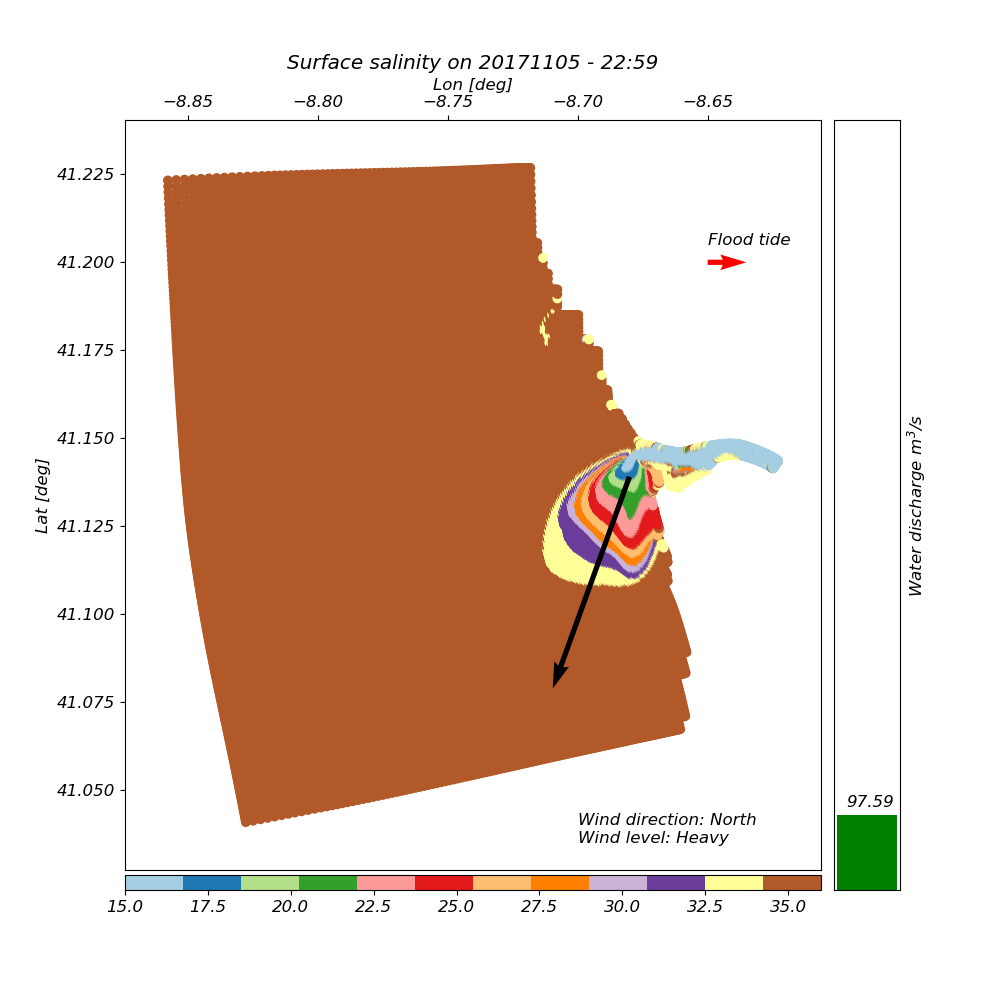 Surface salinity on 20171105 - 22:59
Lon [deg]
−8.85 −8.80 −8.75 −8.70 −8.65
41.225
41.200
41.175
41.150
41.125
41.100
41.075
41.050
Lat [deg]
Flood tide
Wind direction: North
Wind level: Heavy
15.0 17.5 20.0 22.5 25.0 27.5 30.0 32.5 35.0
97.59
Water discharge m³/s